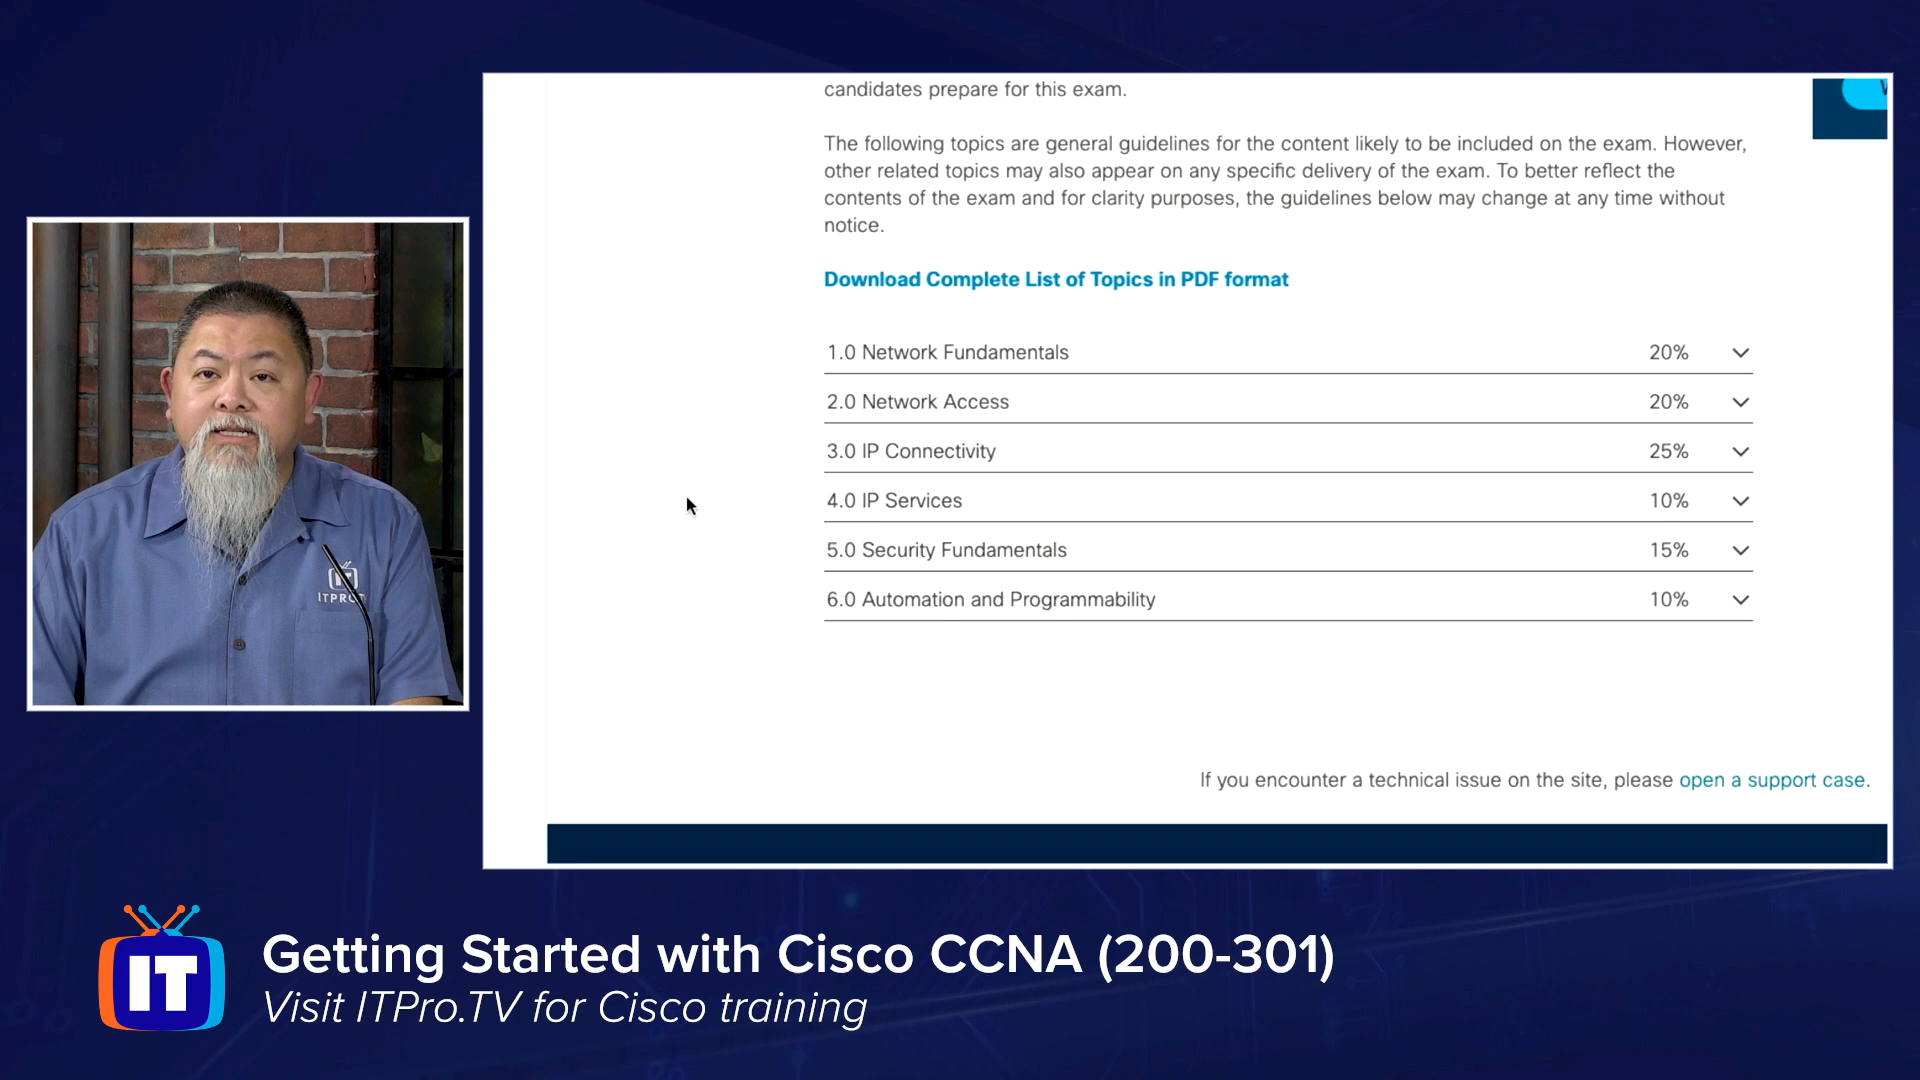 candidates prepare for this exam.
The following topics are general guidelines for the content likely to be included on the exam. However,
other related topics may also appear on any specific delivery of the exam. To better reflect the
contents of the exam and for clarity purposes, the guidelines below may change at any time without
notice.
Download Complete List of Topics in PDF format
1.0 Network Fundamentals 20%
2.0 Network Access 20%
3.0 IP Connectivity 25%
4.0 IP Services 10%
5.0 Security Fundamentals 15%
6.0 Automation and Programmability 10%
If you encounter a technical issue on the site, please open a support case.
IT
IT
Getting Started with Cisco CCNA (200-301)
Visit ITPro.TV for Cisco training